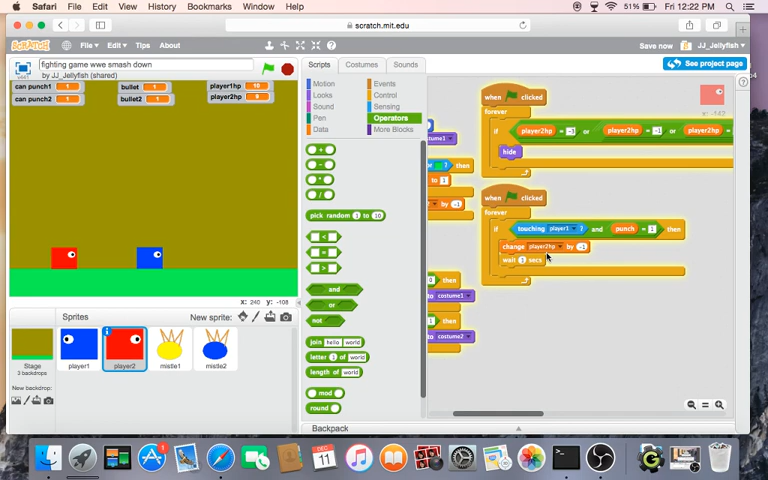 Safari File Edit View History Bookmarks Window Help
51% Fri 12:22 PM
scratch.mit.edu
SCRATCH File Edit Tips About
Save now JJ_Jellyfish
fighting game wwe smash down
by JJ_Jellyfish (shared)
Scripts Costumes Sounds
See project page
can punch1 1
bullet 1
player1hp 10
can punch2 1
bullet2 1
player2hp 9
Motion Events
Looks Control
Sound Sensing
Pen Operators
Data More Blocks
pick random 1 to 10
and
or
not
join hello world
letter 1 of world
length of world
mod
round
when clicked
forever
if player2hp = -1 or player2hp = -1 or player2hp =
hide
when clicked
forever
if touching player1 ? and punch = 1 then
change player2hp by -1
wait 1 secs
costume1
? then
to 1
by -1
then
to costume1
then
to costume2
x: -142
x: 240 y: -108
Sprites New sprite:
Stage
3 backdrops
player1
player2
mistle1
mistle2
New backdrop:
Backpack
DEC
11